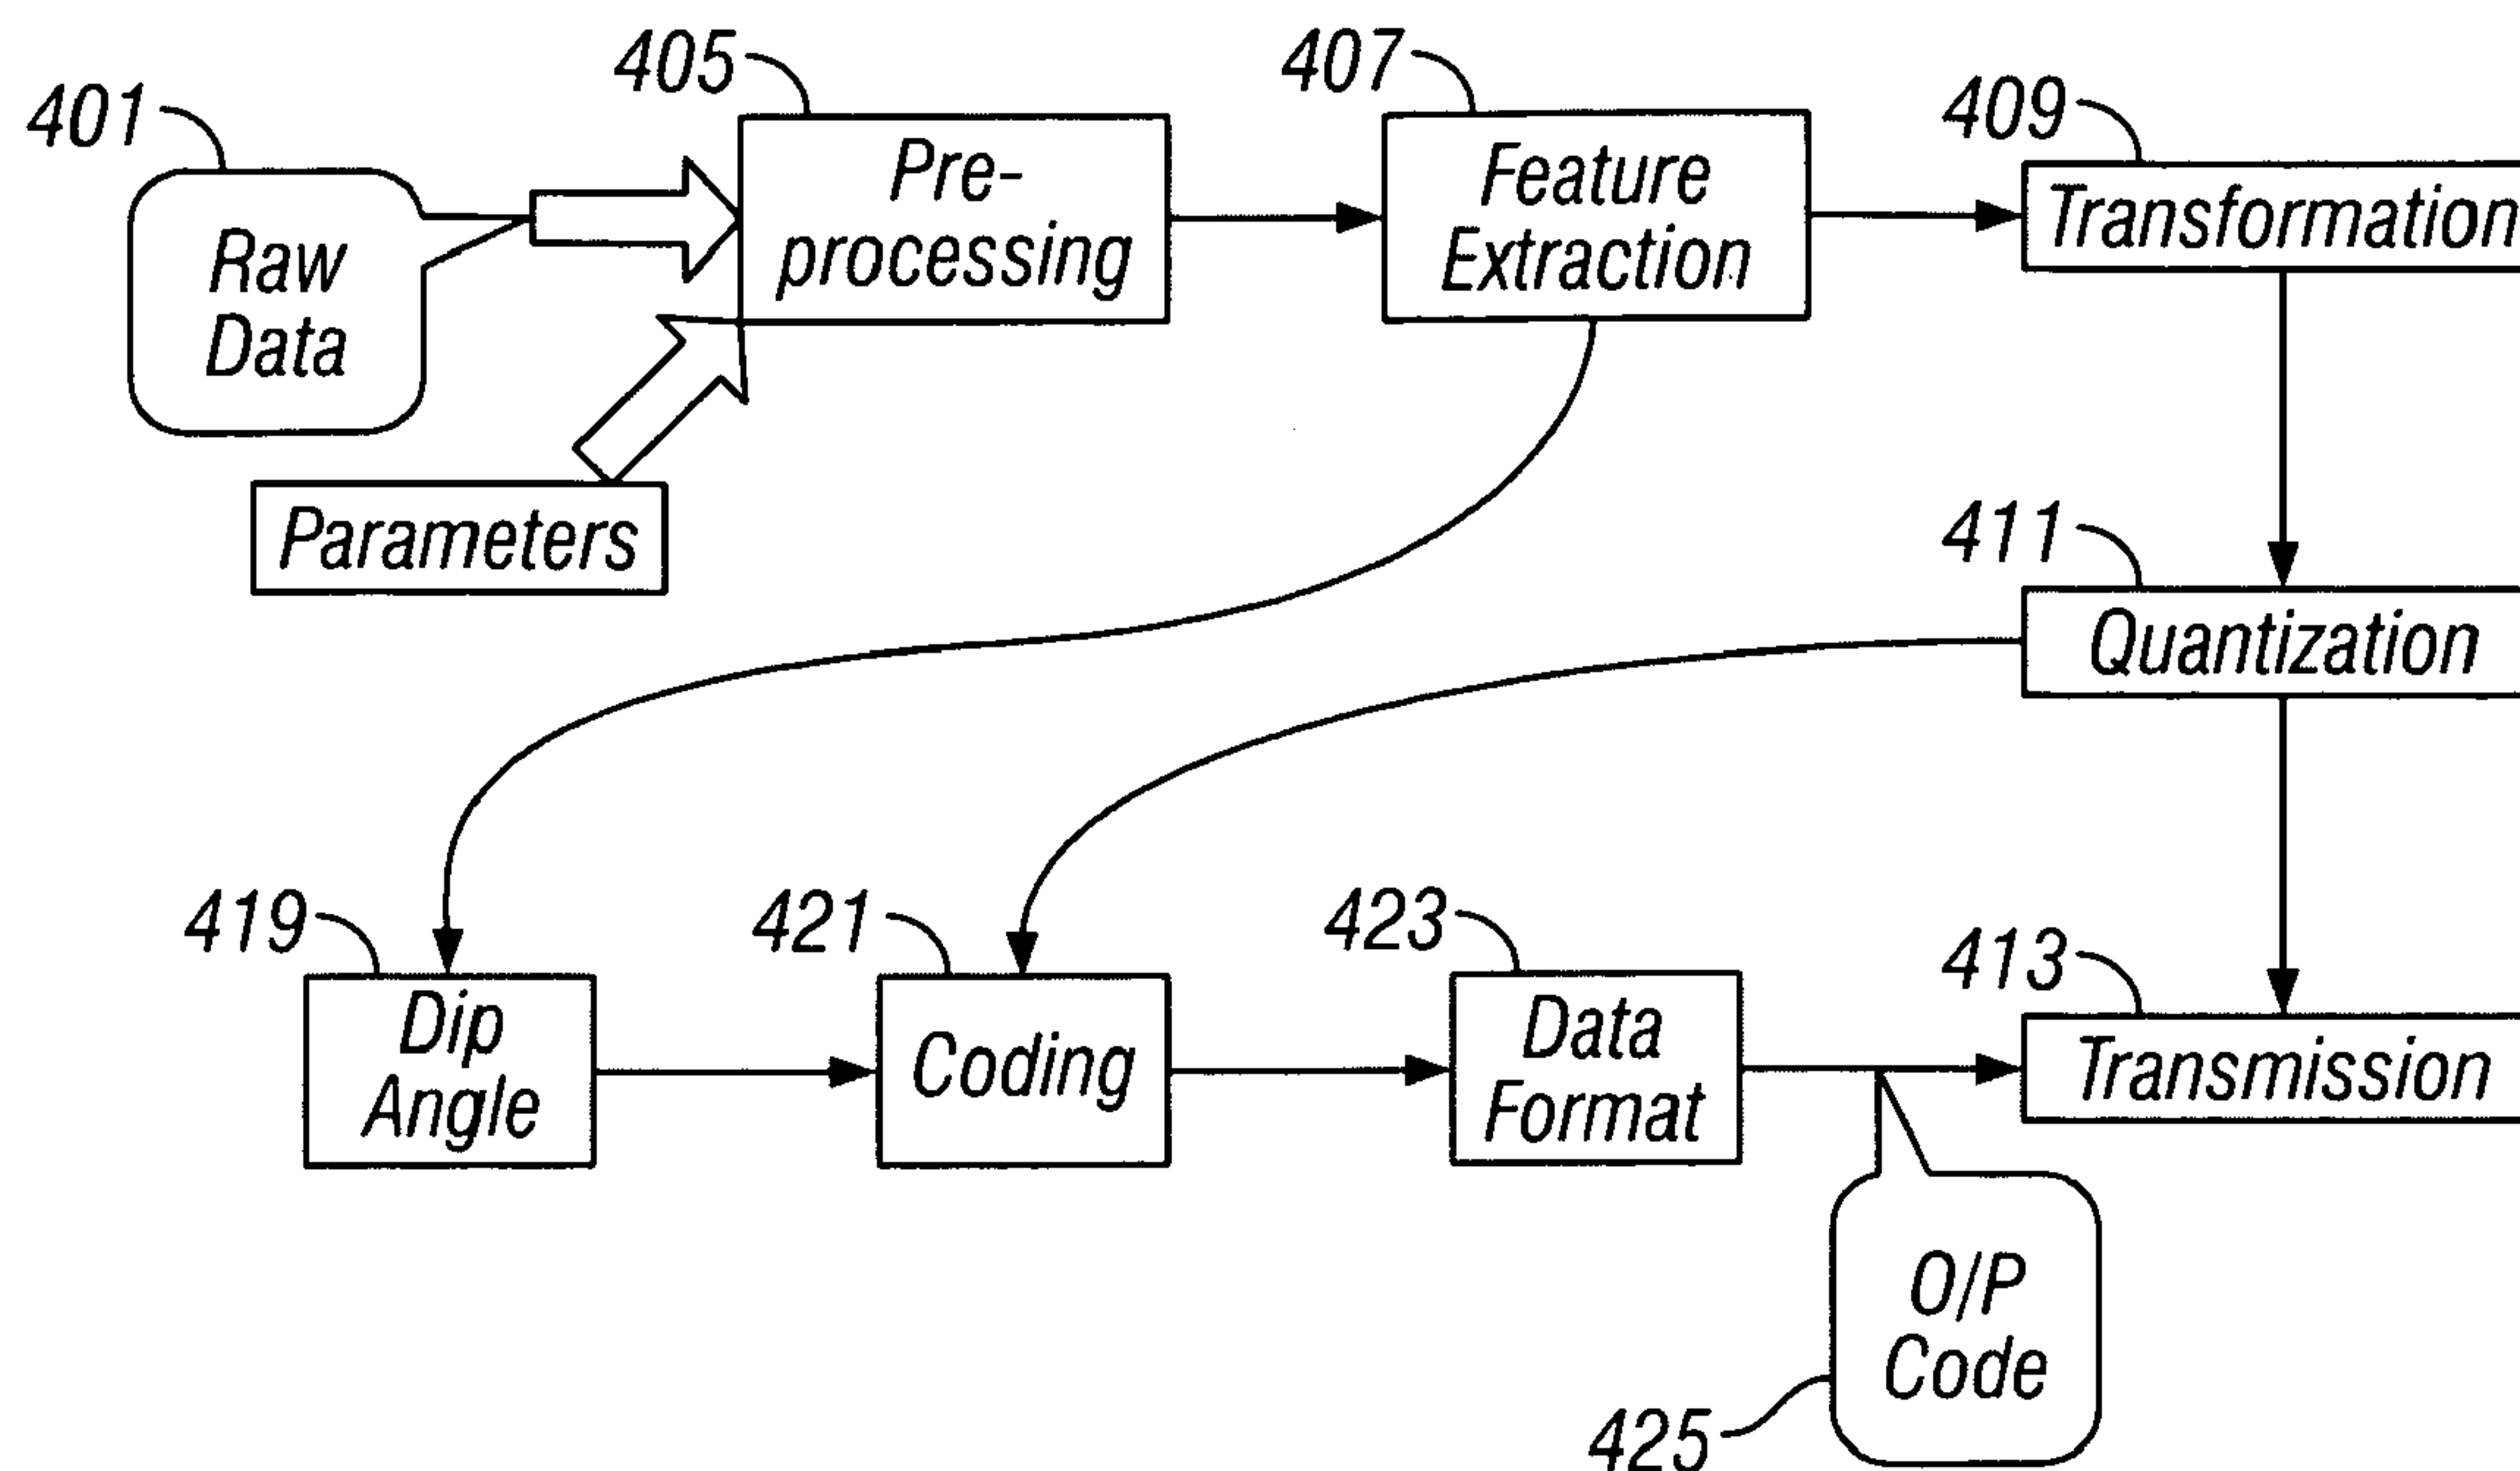 405
407
409
401
Pre-
processing
Feature
Extraction
Transformation
Raw
Data
Parameters
411
Quantization
419
421
423
413
Dip
Angle
Coding
Data
Format
Transmission
O/P
Code
425